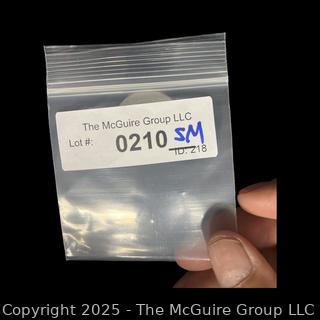 The McGuire Group LLC
Lot #: 0210 SM
ID: 218
Copyright 2025 - The McGuire Group LLC